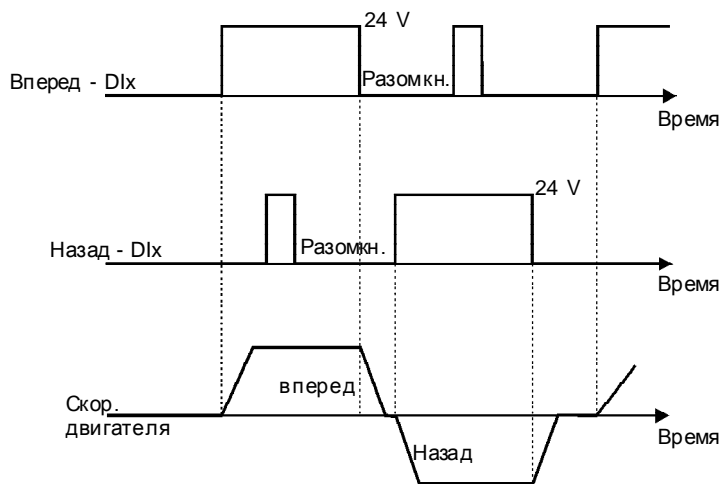 24 V
Вперед - DIx
Разомкн.
Время
24 V
Назад - DIx
Разомкн.
Время
вперед
Скор.
двигателя
Время
Назад